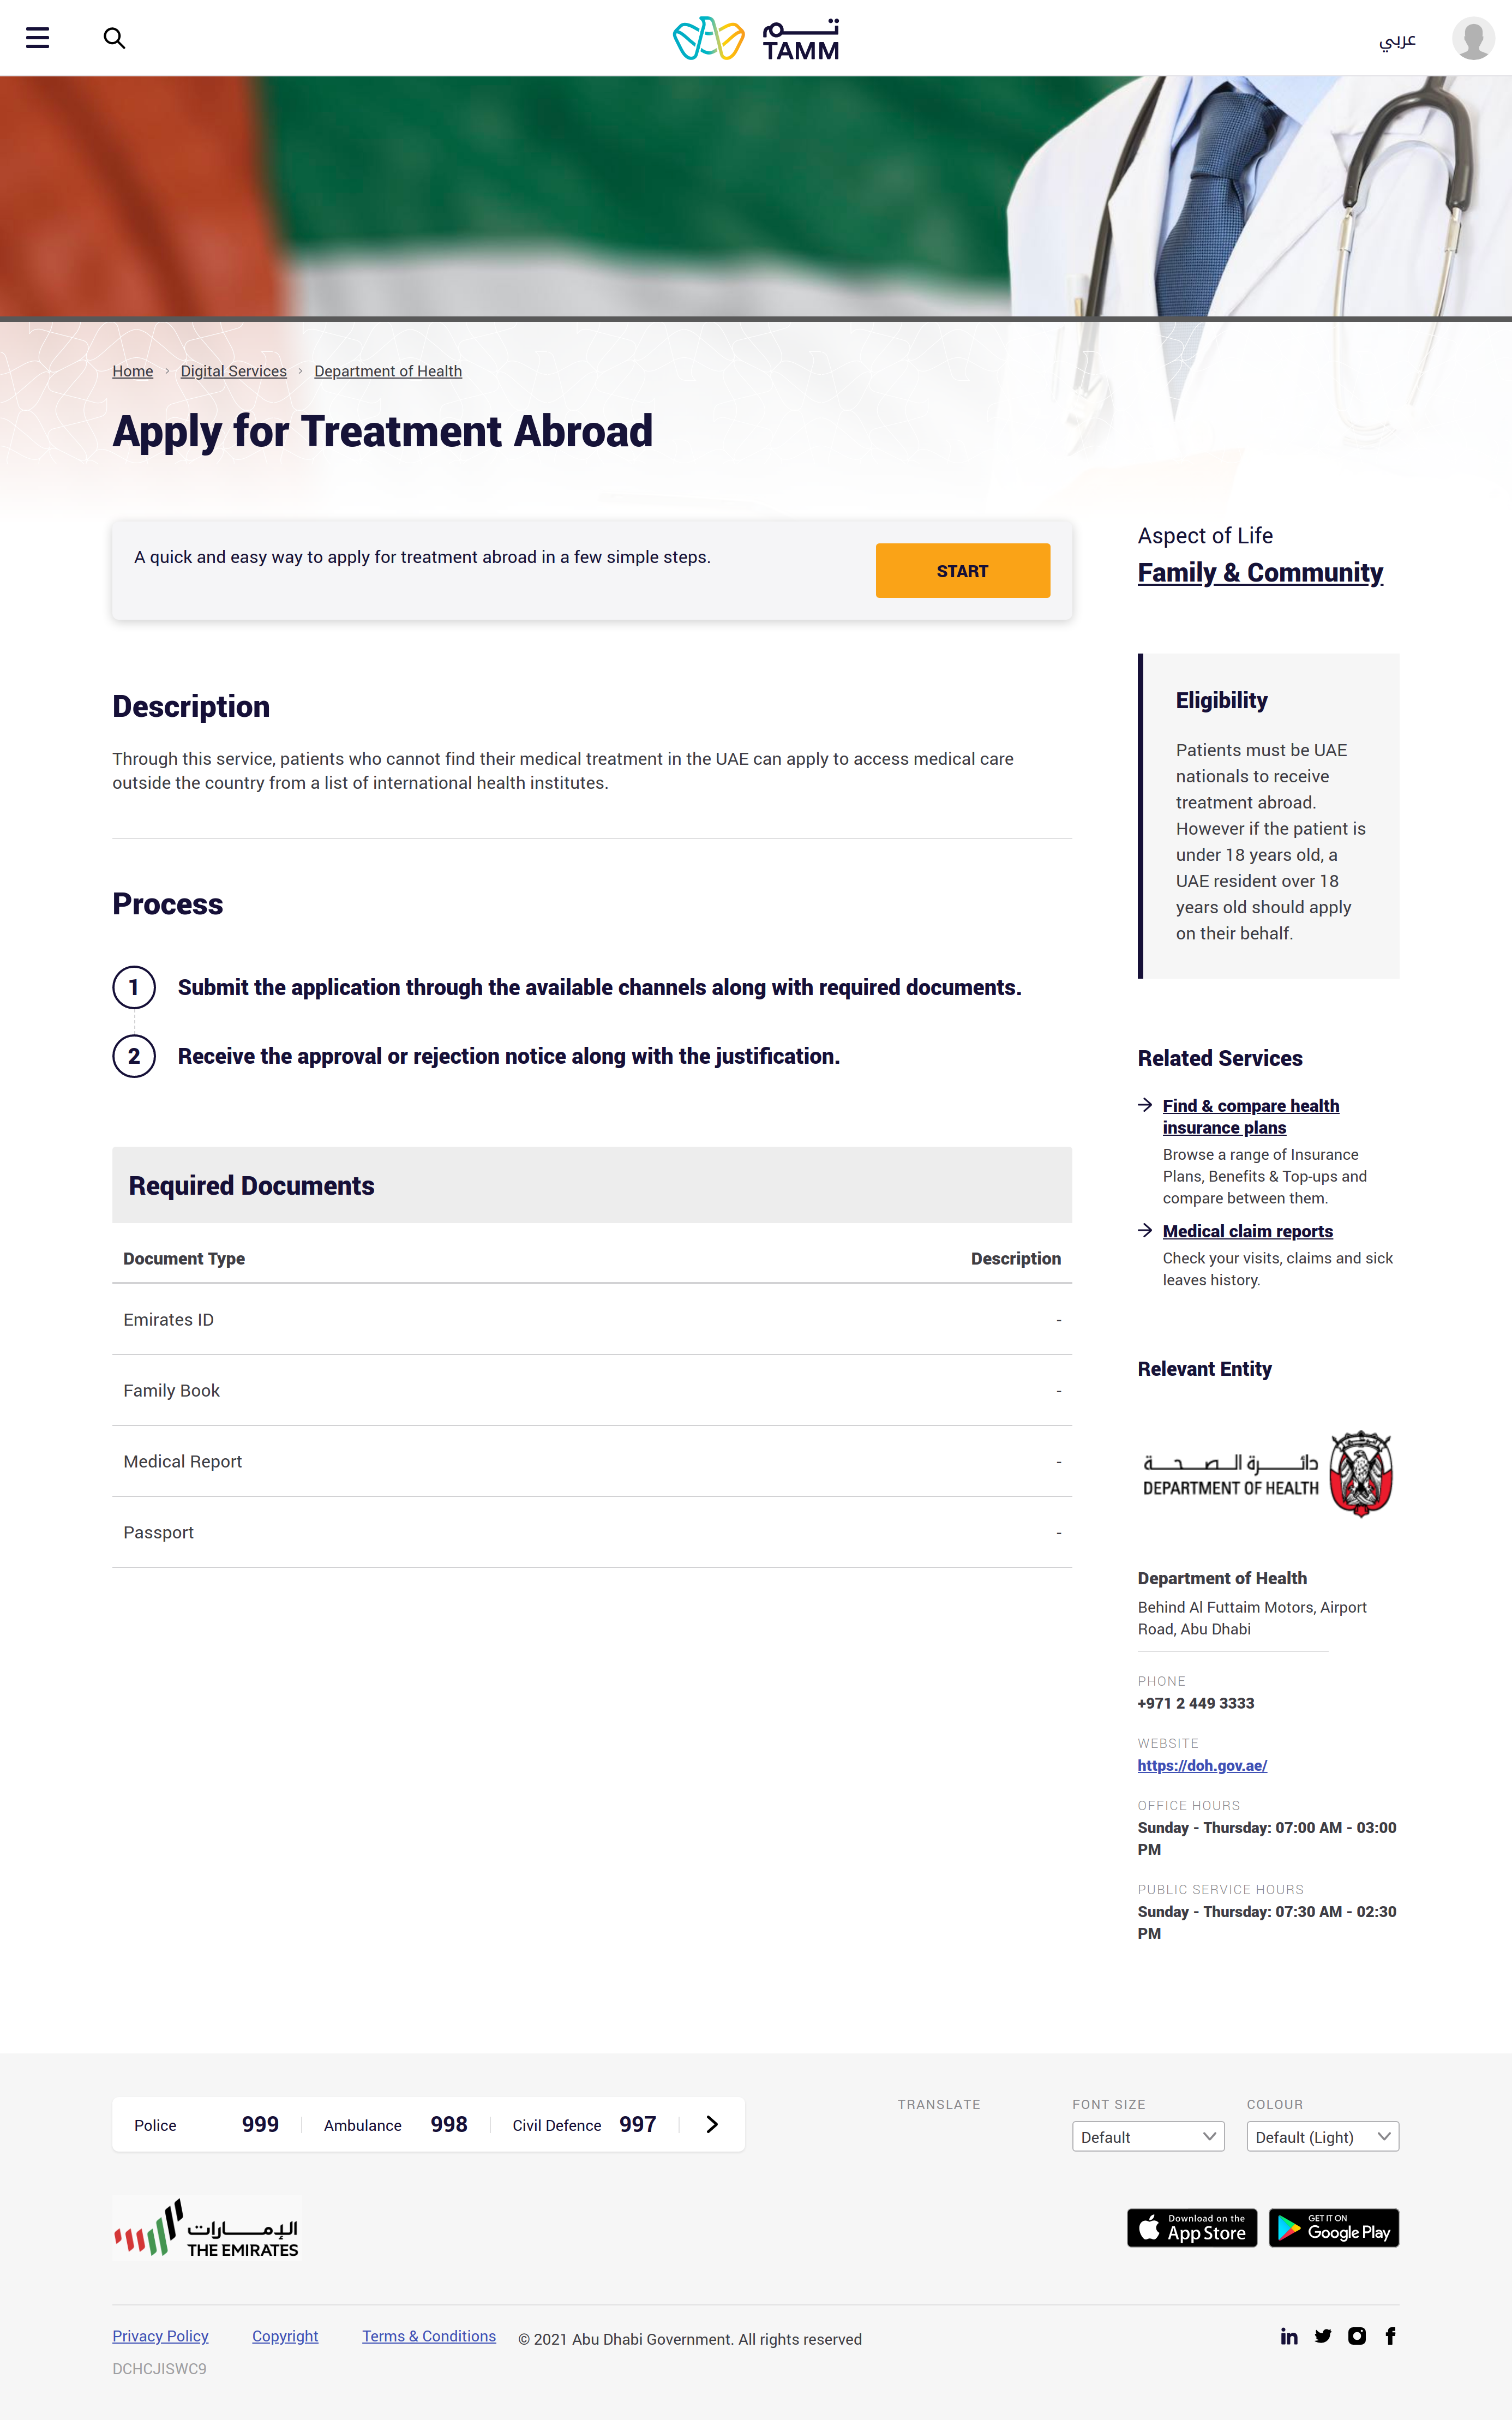 تـــم
TAMM
عربي
Home
Digital Services
Department of Health
Apply for Treatment Abroad
A quick and easy way to apply for treatment abroad in a few simple steps.
START
Description
Through this service, patients who cannot find their medical treatment in the UAE can apply to access medical care
outside the country from a list of international health institutes.
Process
1 Submit the application through the available channels along with required documents.
2 Receive the approval or rejection notice along with the justification.
Required Documents
Document Type Description
Emirates ID -
Family Book -
Medical Report -
Passport -
Aspect of Life
Family & Community
Eligibility
Patients must be UAE
nationals to receive
treatment abroad.
However if the patient is
under 18 years old, a
UAE resident over 18
years old should apply
on their behalf.
Related Services
Find & compare health
insurance plans
Browse a range of Insurance
Plans, Benefits & Top-ups and
compare between them.
Medical claim reports
Check your visits, claims and sick
leaves history.
Relevant Entity
دائـــــرة الـــصـــحـــة
DEPARTMENT OF HEALTH
Department of Health
Behind Al Futtaim Motors, Airport
Road, Abu Dhabi
PHONE
+971 2 449 3333
WEBSITE
https://doh.gov.ae/
OFFICE HOURS
Sunday - Thursday: 07:00 AM - 03:00
PM
PUBLIC SERVICE HOURS
Sunday - Thursday: 07:30 AM - 02:30
PM
Police 999 Ambulance 998 Civil Defence 997
TRANSLATE
FONT SIZE
Default
COLOUR
Default (Light)
الإمـــارات
THE EMIRATES
Download on the
App Store
GET IT ON
Google Play
Privacy Policy Copyright Terms & Conditions © 2021 Abu Dhabi Government. All rights reserved
DCHCJISWC9